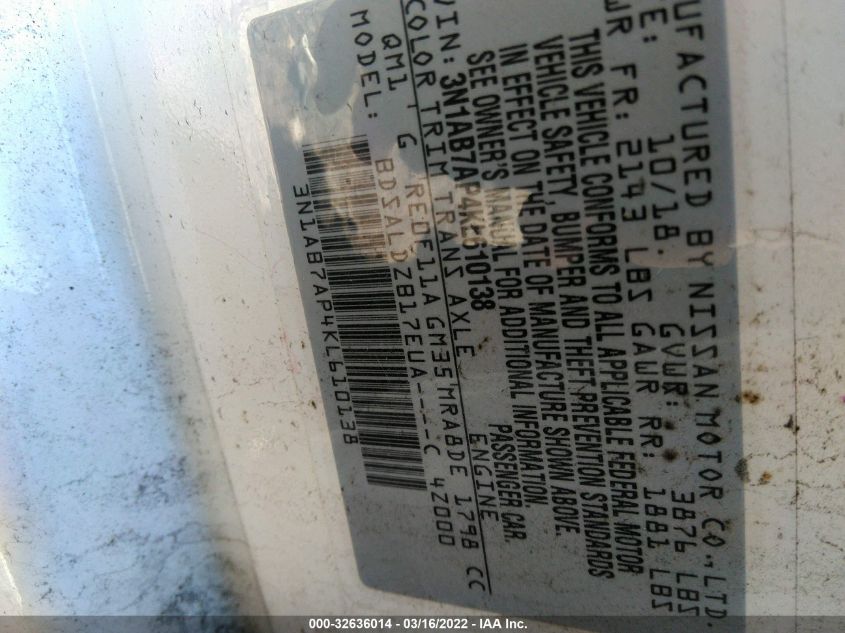 UFACTURED BY NISSAN MOTOR CO., LTD.
TE: 10/18. GVWR: 3876 LBS
WR FR: 2143 LBS GAWR RR: 1881 LBS
THIS VEHICLE CONFORMS TO ALL APPLICABLE FEDERAL MOTOR
VEHICLE SAFETY, BUMPER AND THEFT PREVENTION STANDARDS
IN EFFECT ON THE DATE OF MANUFACTURE SHOWN ABOVE.
SEE OWNER'S MANUAL FOR ADDITIONAL INFORMATION.
VIN: 3N1AB7AP4KL610138 PASSENGER CAR.
COLOR TRIM TRANS AXLE ENGINE
QM1 G RE0F11A GM35 MRA8DE 1798 CC
MODEL: BDSALDZB17EUA----C 4Z000
3N1AB7AP4KL610138
000-32636014 - 03/16/2022 - IAA Inc.